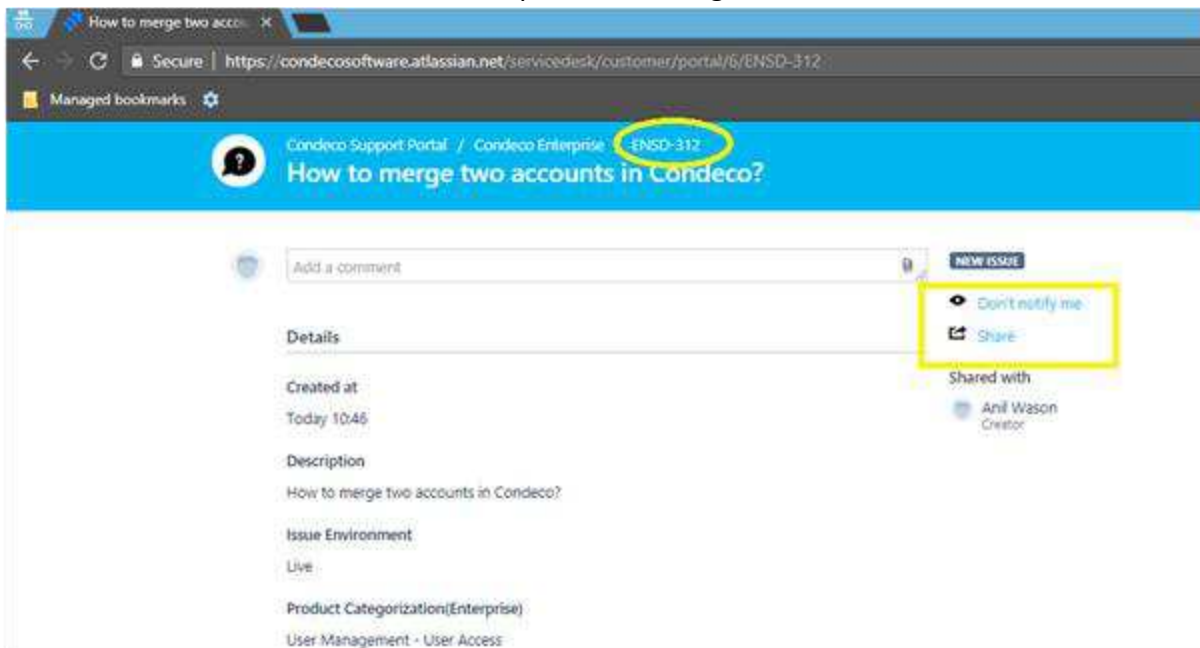 How to merge two acco
Secure | https://condecosoftware.atlassian.net/servicedesk/customer/portal/6/ENSD-312
Managed bookmarks
Condeco Support Portal / Condeco Enterprise / ENSD-312
How to merge two accounts in Condeco?
Add a comment
NEW ISSUE
Don't notify me
Share
Details
Shared with
Created at
Anil Wason
Today 10:46
Creator
Description
How to merge two accounts in Condeco?
Issue Environment
Live
Product Categorization(Enterprise)
User Management - User Access